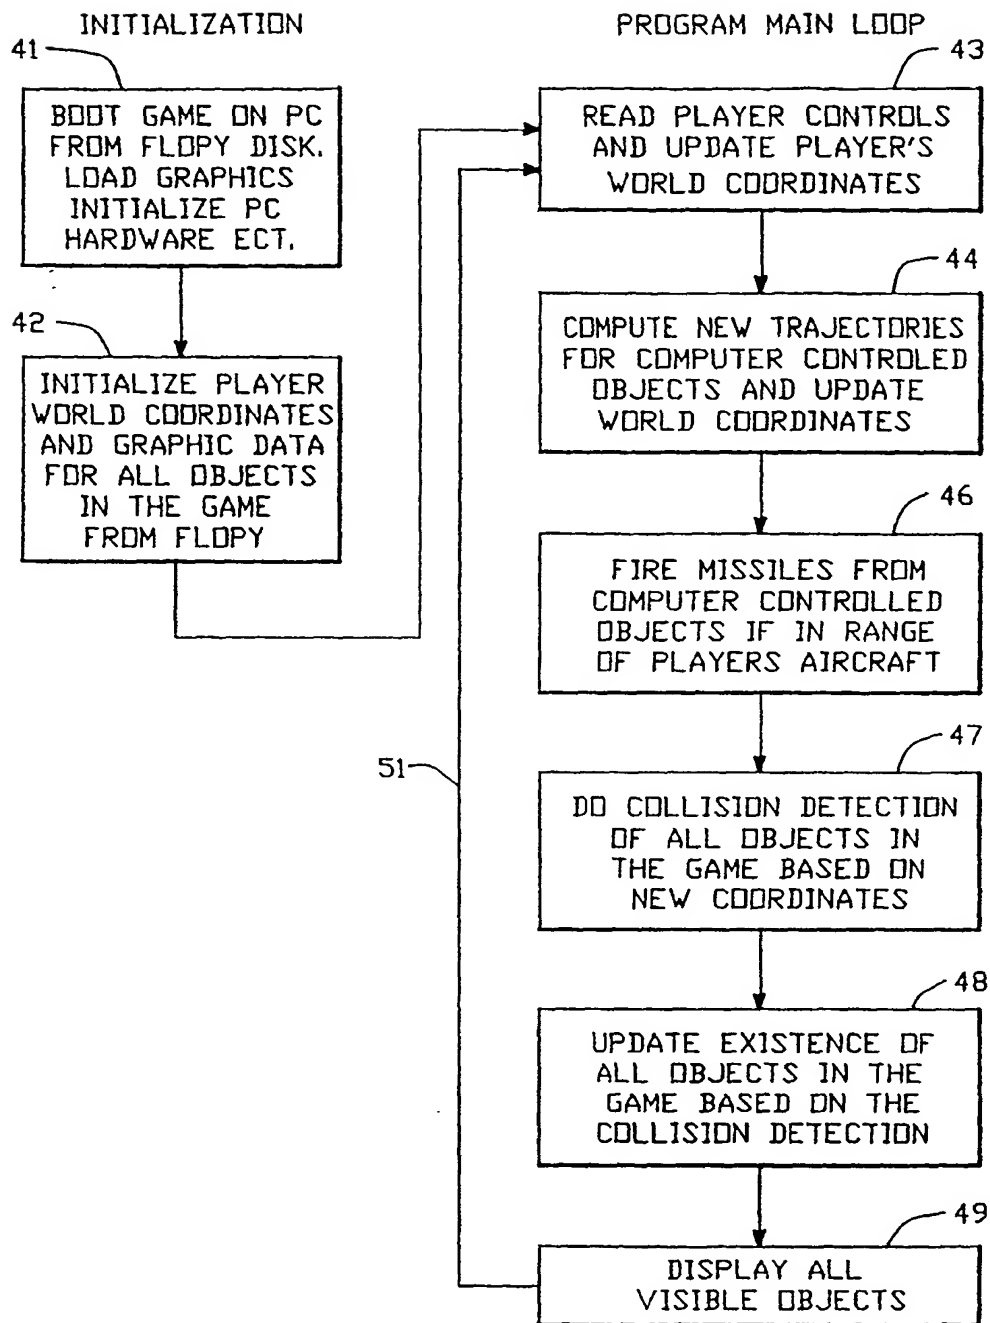 INITIALIZATION
41
BOOT GAME ON PC
FROM FLOPY DISK.
LOAD GRAPHICS
INITIALIZE PC
HARDWARE ECT.
42
INITIALIZE PLAYER
WORLD COORDINATES
AND GRAPHIC DATA
FOR ALL OBJECTS
IN THE GAME
FROM FLOPY
PROGRAM MAIN LOOP
43
READ PLAYER CONTROLS
AND UPDATE PLAYER'S
WORLD COORDINATES
44
COMPUTE NEW TRAJECTORIES
FOR COMPUTER CONTROLED
OBJECTS AND UPDATE
WORLD COORDINATES
46
FIRE MISSILES FROM
COMPUTER CONTROLLED
OBJECTS IF IN RANGE
OF PLAYERS AIRCRAFT
47
DO COLLISION DETECTION
OF ALL OBJECTS IN
THE GAME BASED ON
NEW COORDINATES
48
UPDATE EXISTENCE OF
ALL OBJECTS IN THE
GAME BASED ON THE
COLLISION DETECTION
49
DISPLAY ALL
VISIBLE OBJECTS
51